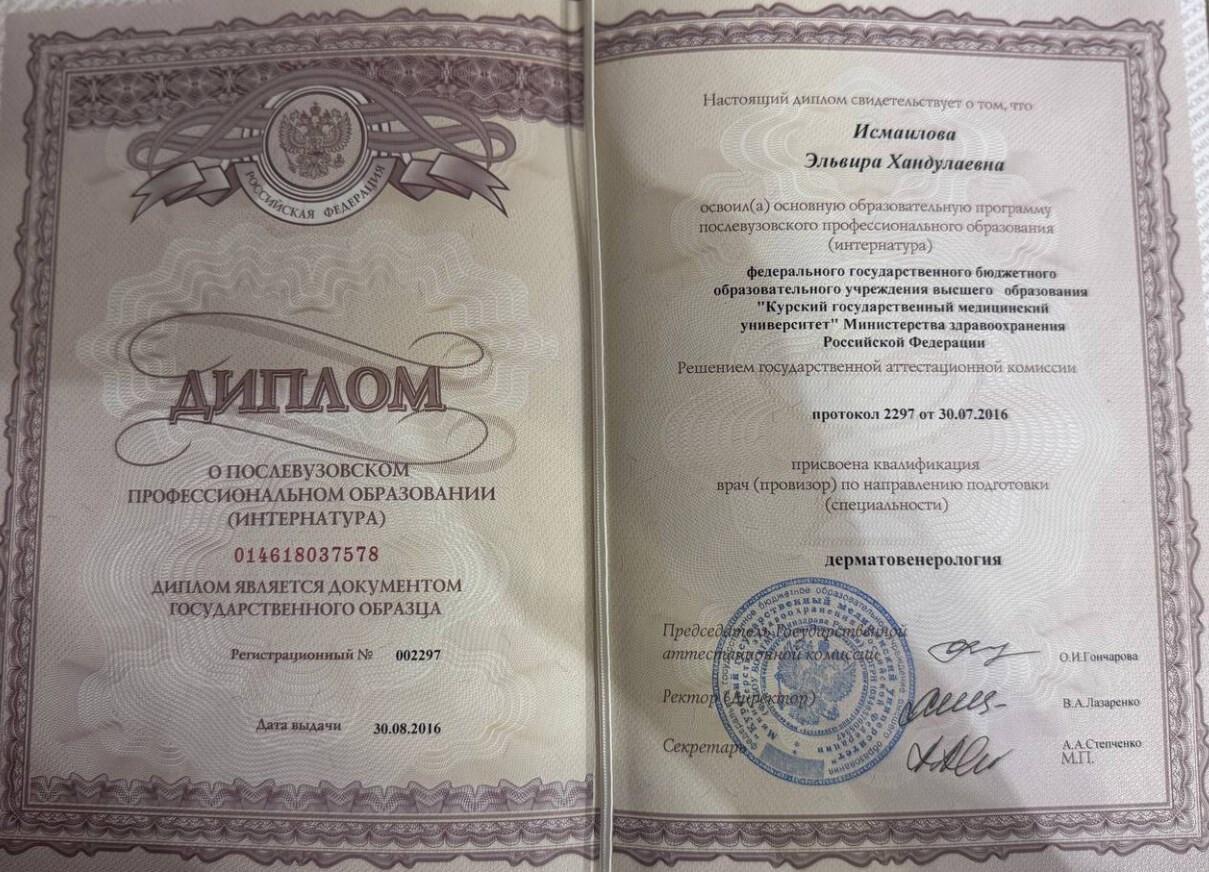 РОССИЙСКАЯ ФЕДЕРАЦИЯ
ДИПЛОМ
О ПОСЛЕВУЗОВСКОМ
ПРОФЕССИОНАЛЬНОМ ОБРАЗОВАНИИ
(ИНТЕРНАТУРА)
014618037578
ДИПЛОМ ЯВЛЯЕТСЯ ДОКУМЕНТОМ
ГОСУДАРСТВЕННОГО ОБРАЗЦА
Регистрационный № 002297
Дата выдачи 30.08.2016
Настоящий диплом свидетельствует о том, что
Исмаилова
Эльвира Хандулаевна
освоил(а) основную образовательную программу
послевузовского профессионального образования
(интернатура)
федерального государственного бюджетного
образовательного учреждения высшего образования
"Курский государственный медицинский
университет" Министерства здравоохранения
Российской Федерации
Решением государственной аттестационной комиссии
протокол 2297 от 30.07.2016
присвоена квалификация
врач (провизор) по направлению подготовки
(специальности)
дерматовенерология
Председатель Государственной
аттестационной комиссии О.И.Гончарова
Ректор (Директор) В.А.Лазаренко
Секретарь А.А.Степченко
М.П.